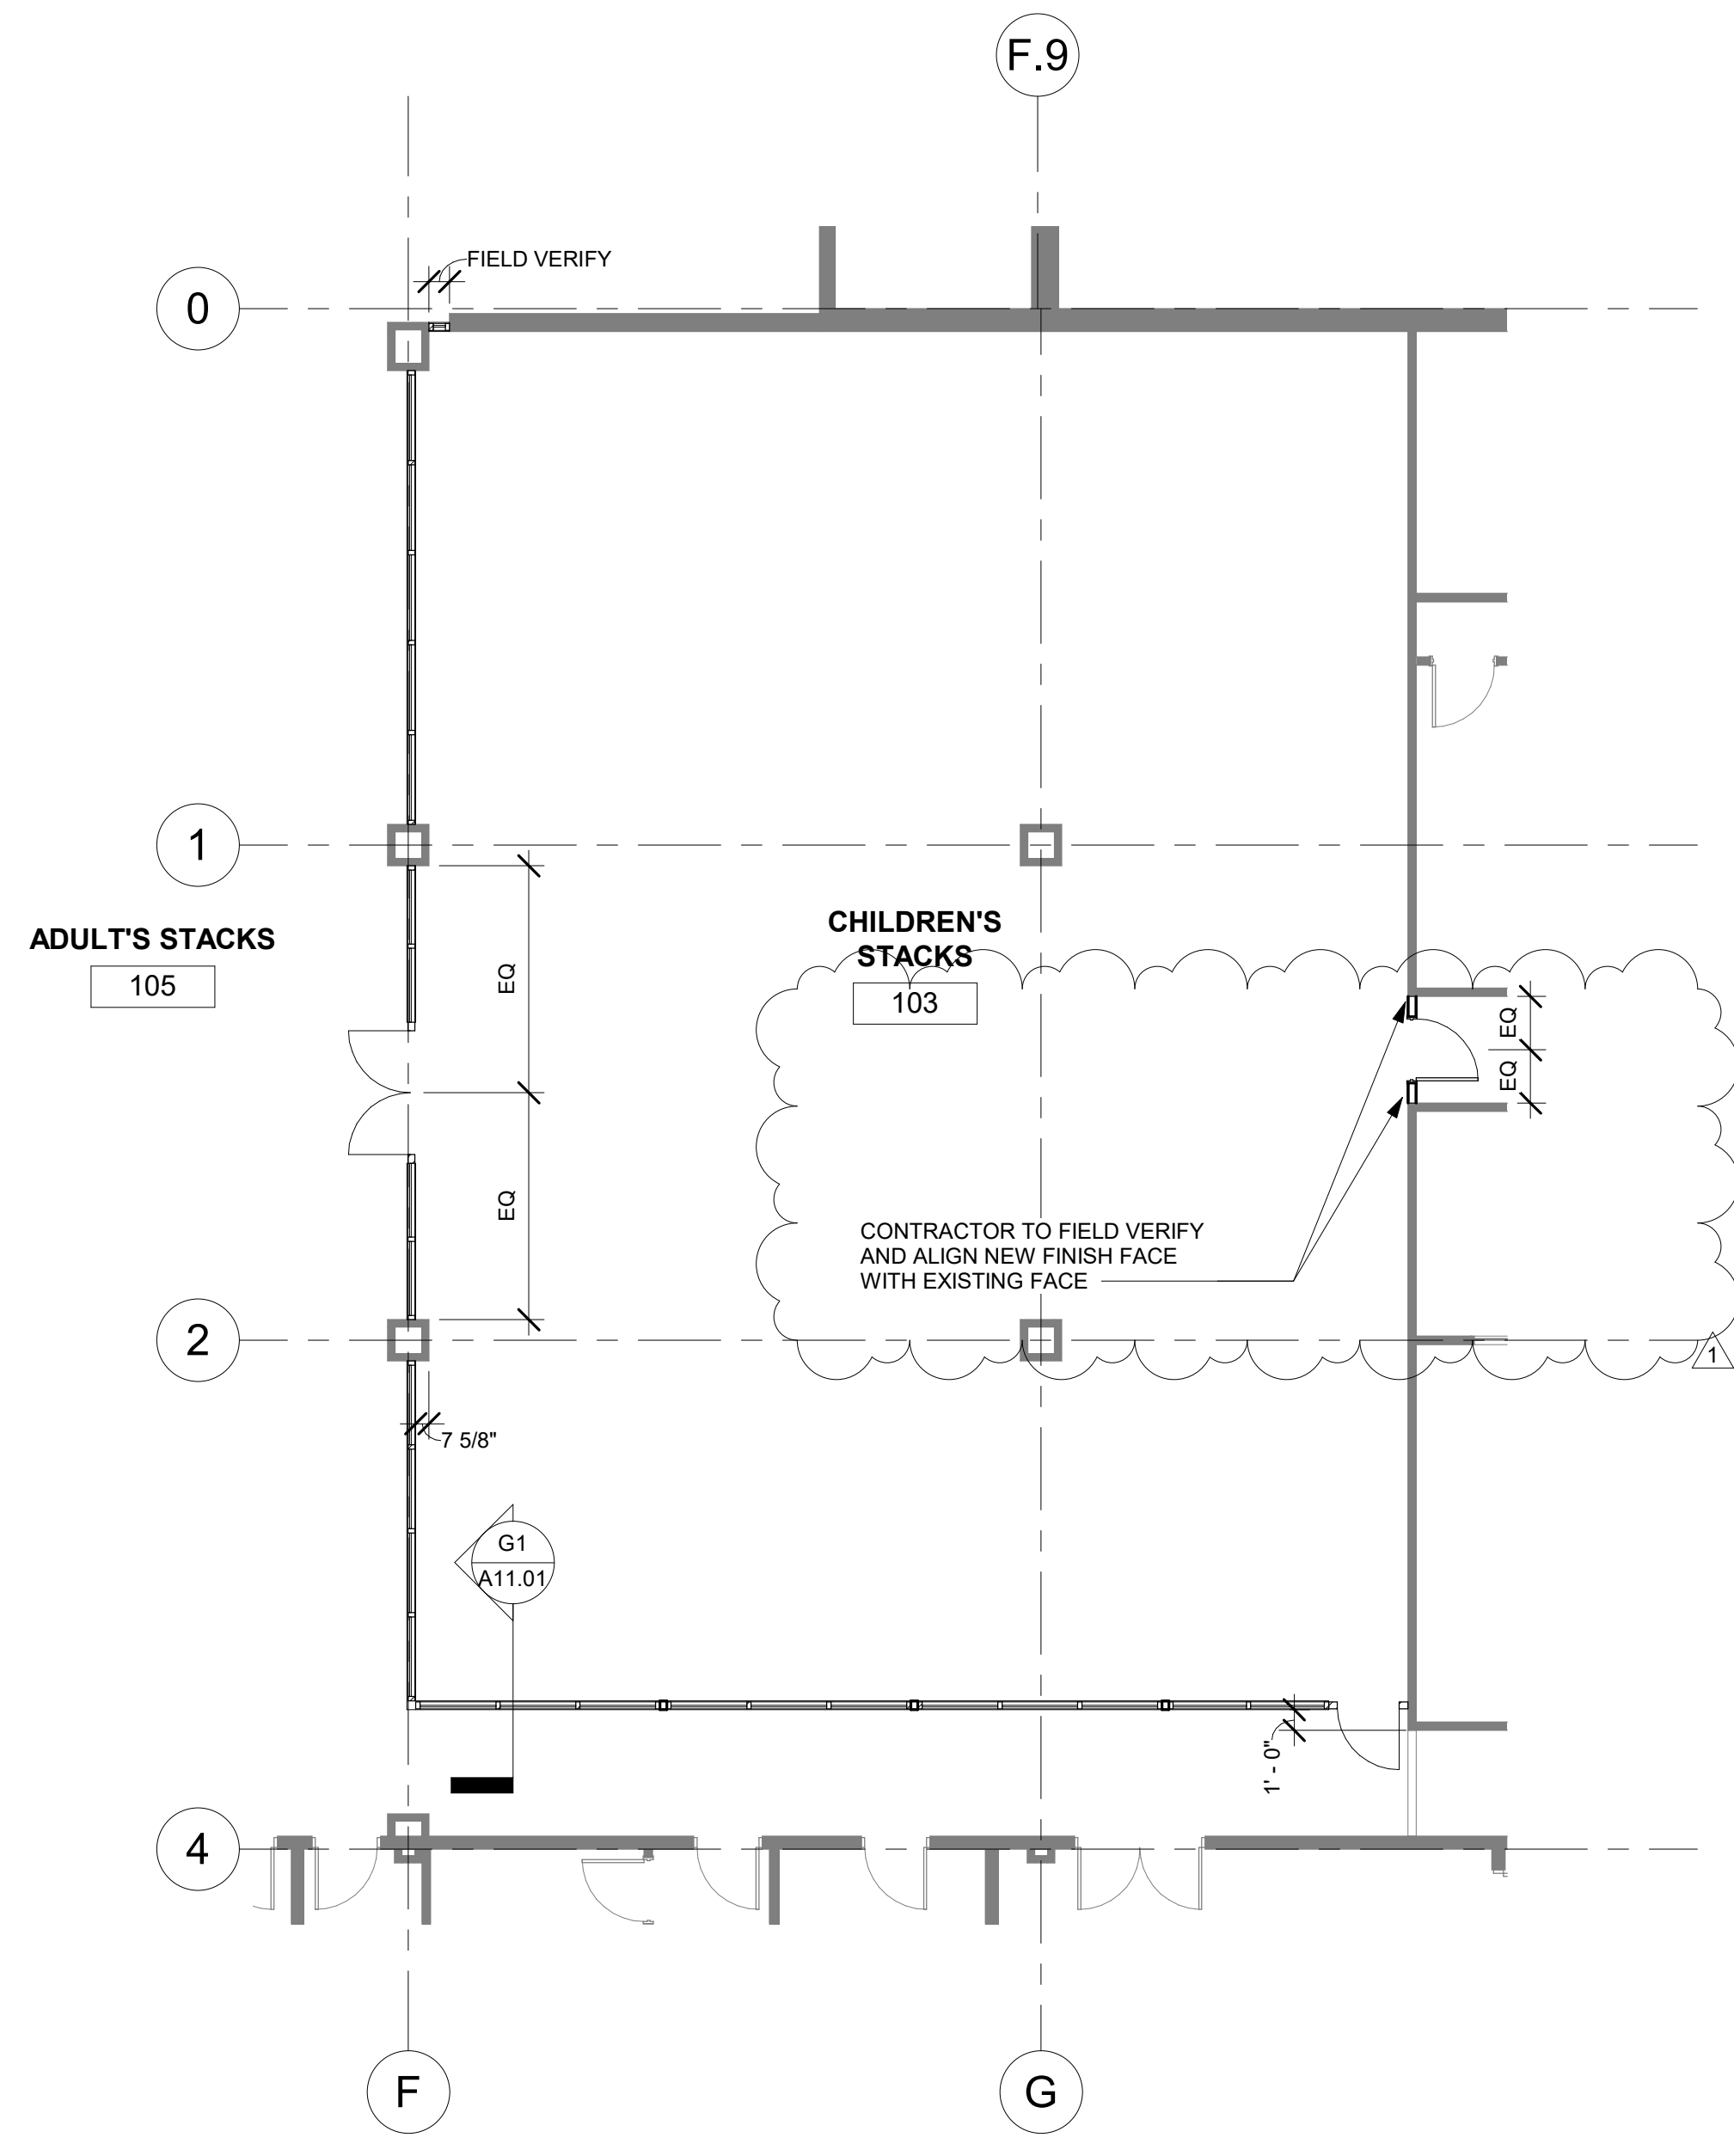 F.9
FIELD VERIFY
0
1
ADULT'S STACKS
105
CHILDREN'S
STACKS
103
EQ
EQ
EQ
EQ
CONTRACTOR TO FIELD VERIFY
AND ALIGN NEW FINISH FACE
WITH EXISTING FACE
2
1
7 5/8"
G1
A11.01
1' - 0"
4
F
G